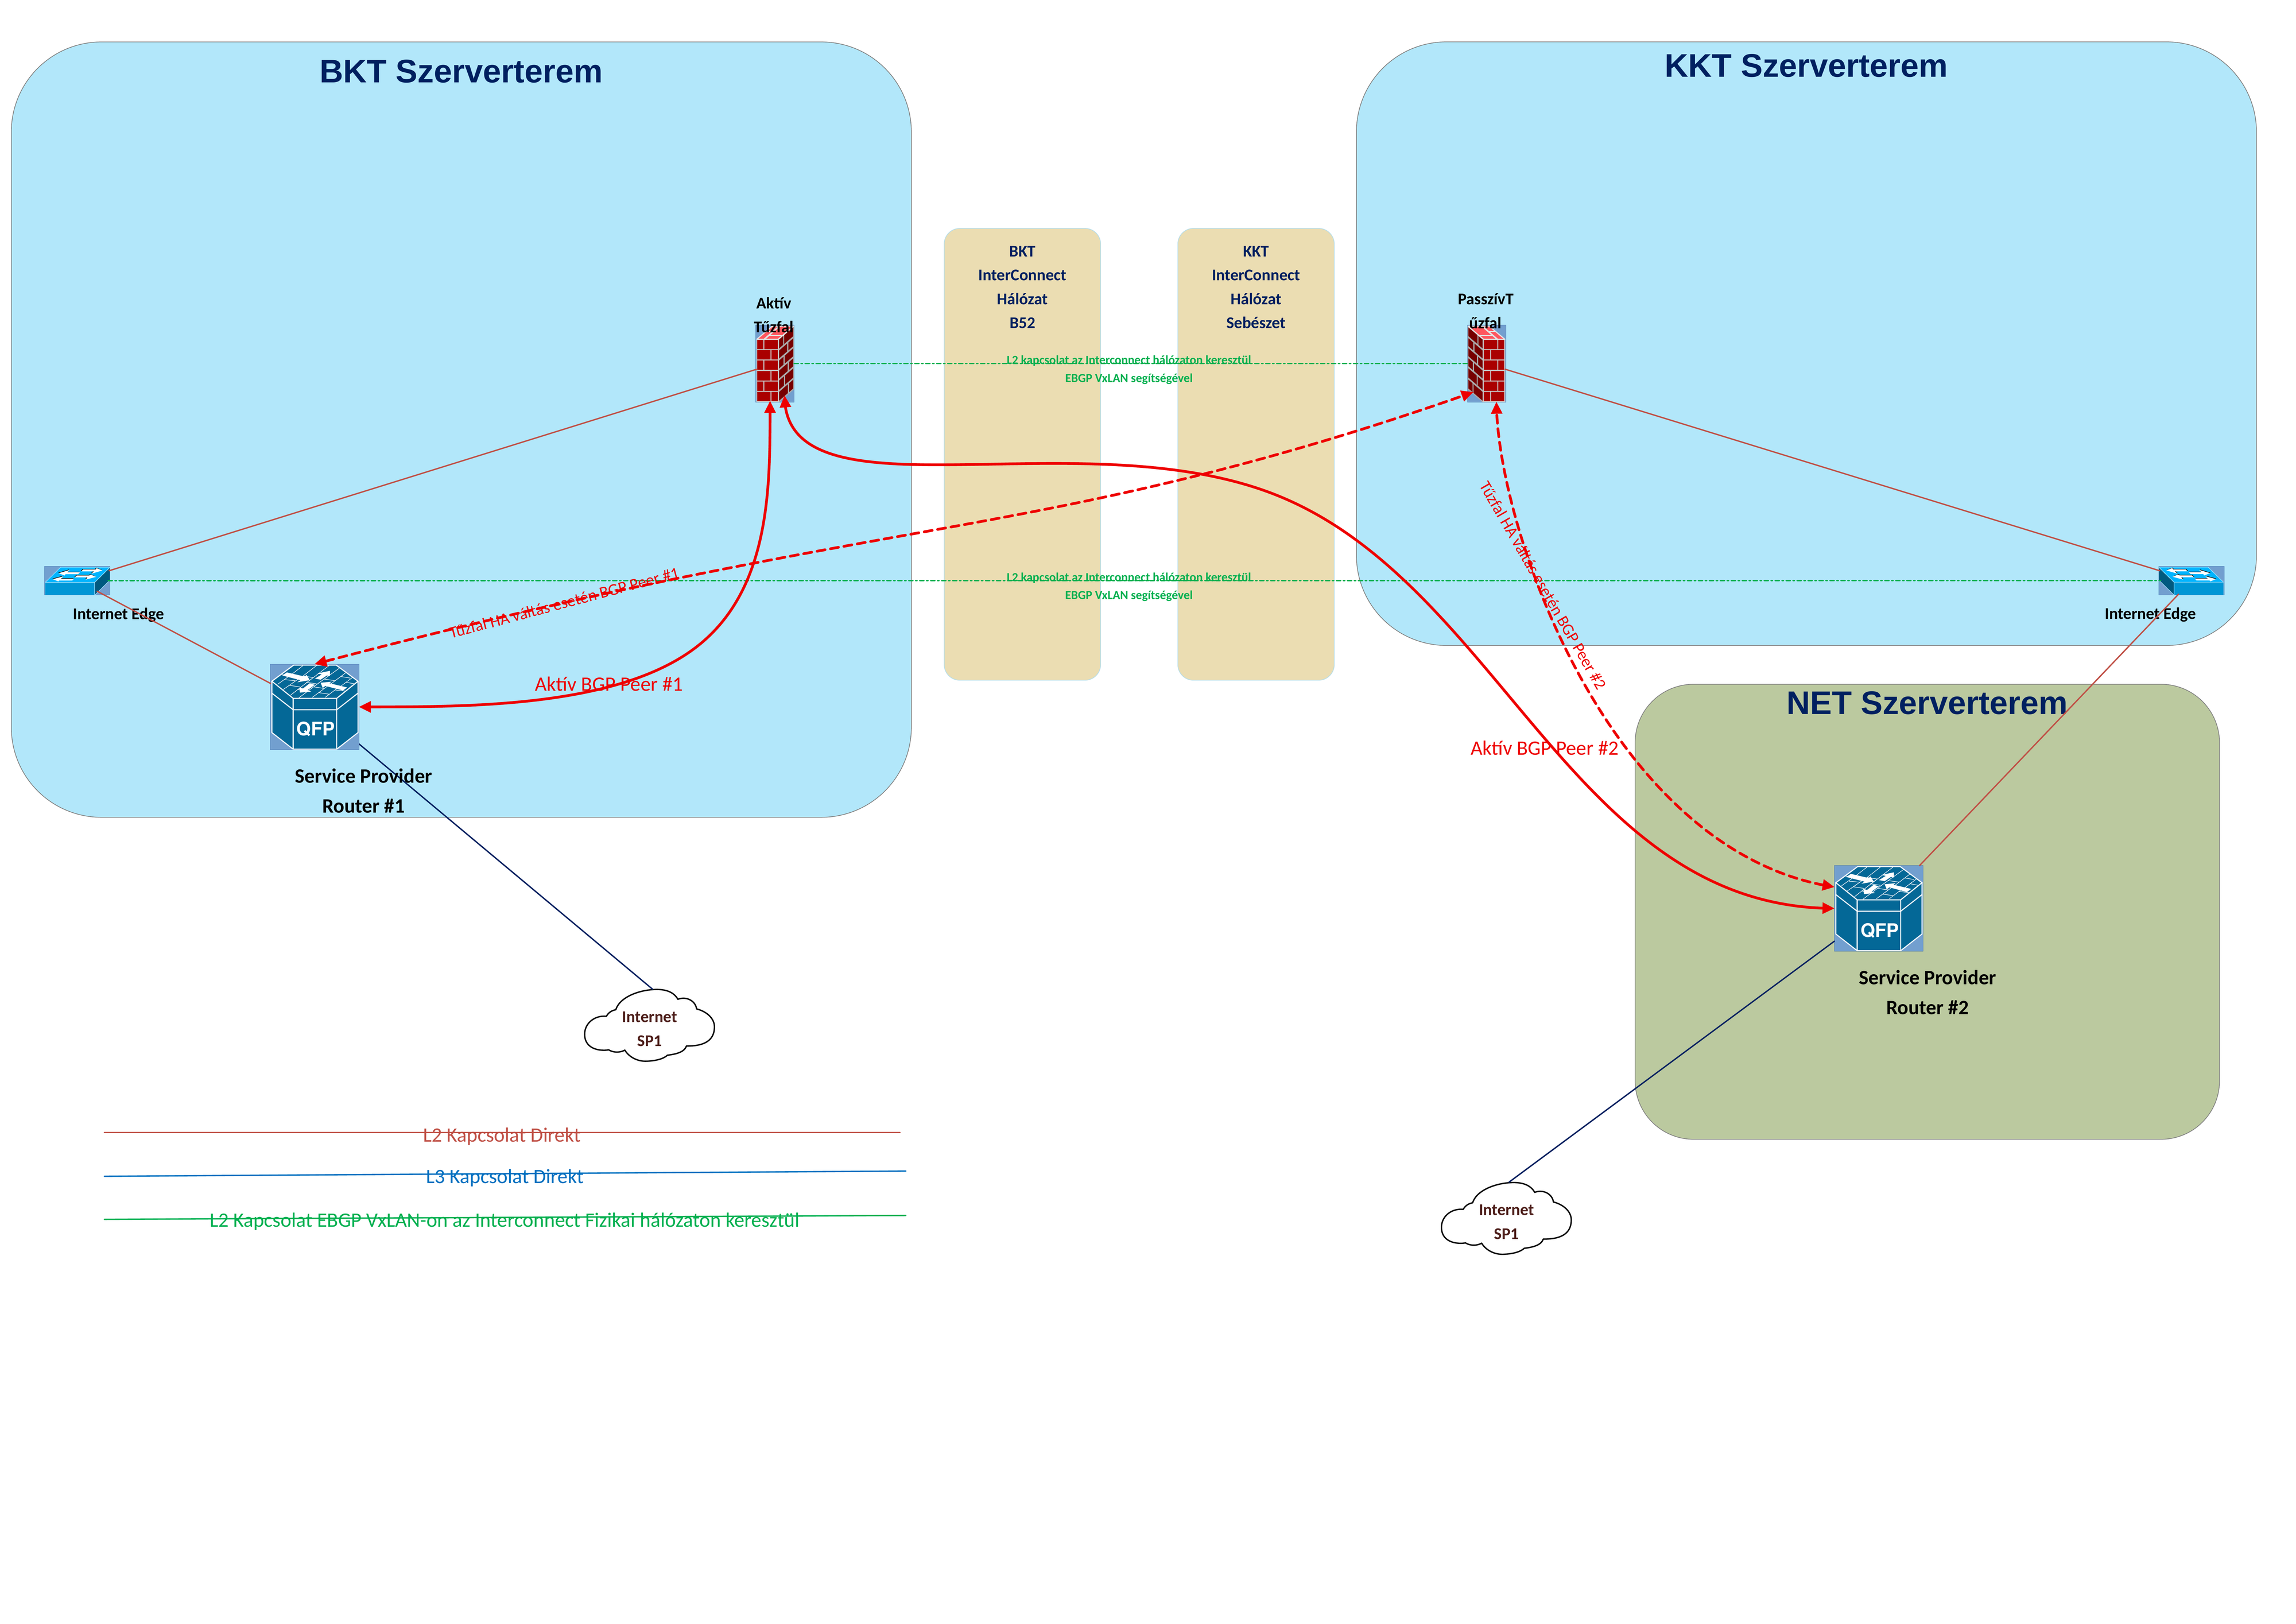 BKT Szerverterem
KKT Szerverterem
BKT
InterConnect
Hálózat
B52
KKT
InterConnect
Hálózat
Sebészet
Aktív
Tűzfal
PasszívT
űzfal
L2 kapcsolat az Interconnect hálózaton keresztül
EBGP VxLAN segítségével
Tűzfal HA váltás esetén BGP Peer #1
Tűzfal HA váltás esetén BGP Peer #2
L2 kapcsolat az Interconnect hálózaton keresztül
EBGP VxLAN segítségével
Internet Edge
Internet Edge
Aktív BGP Peer #1
QFP
Service Provider
Router #1
NET Szerverterem
Aktív BGP Peer #2
QFP
Service Provider
Router #2
Internet
SP1
L2 Kapcsolat Direkt
L3 Kapcsolat Direkt
L2 Kapcsolat EBGP VxLAN-on az Interconnect Fizikai hálózaton keresztül
Internet
SP1